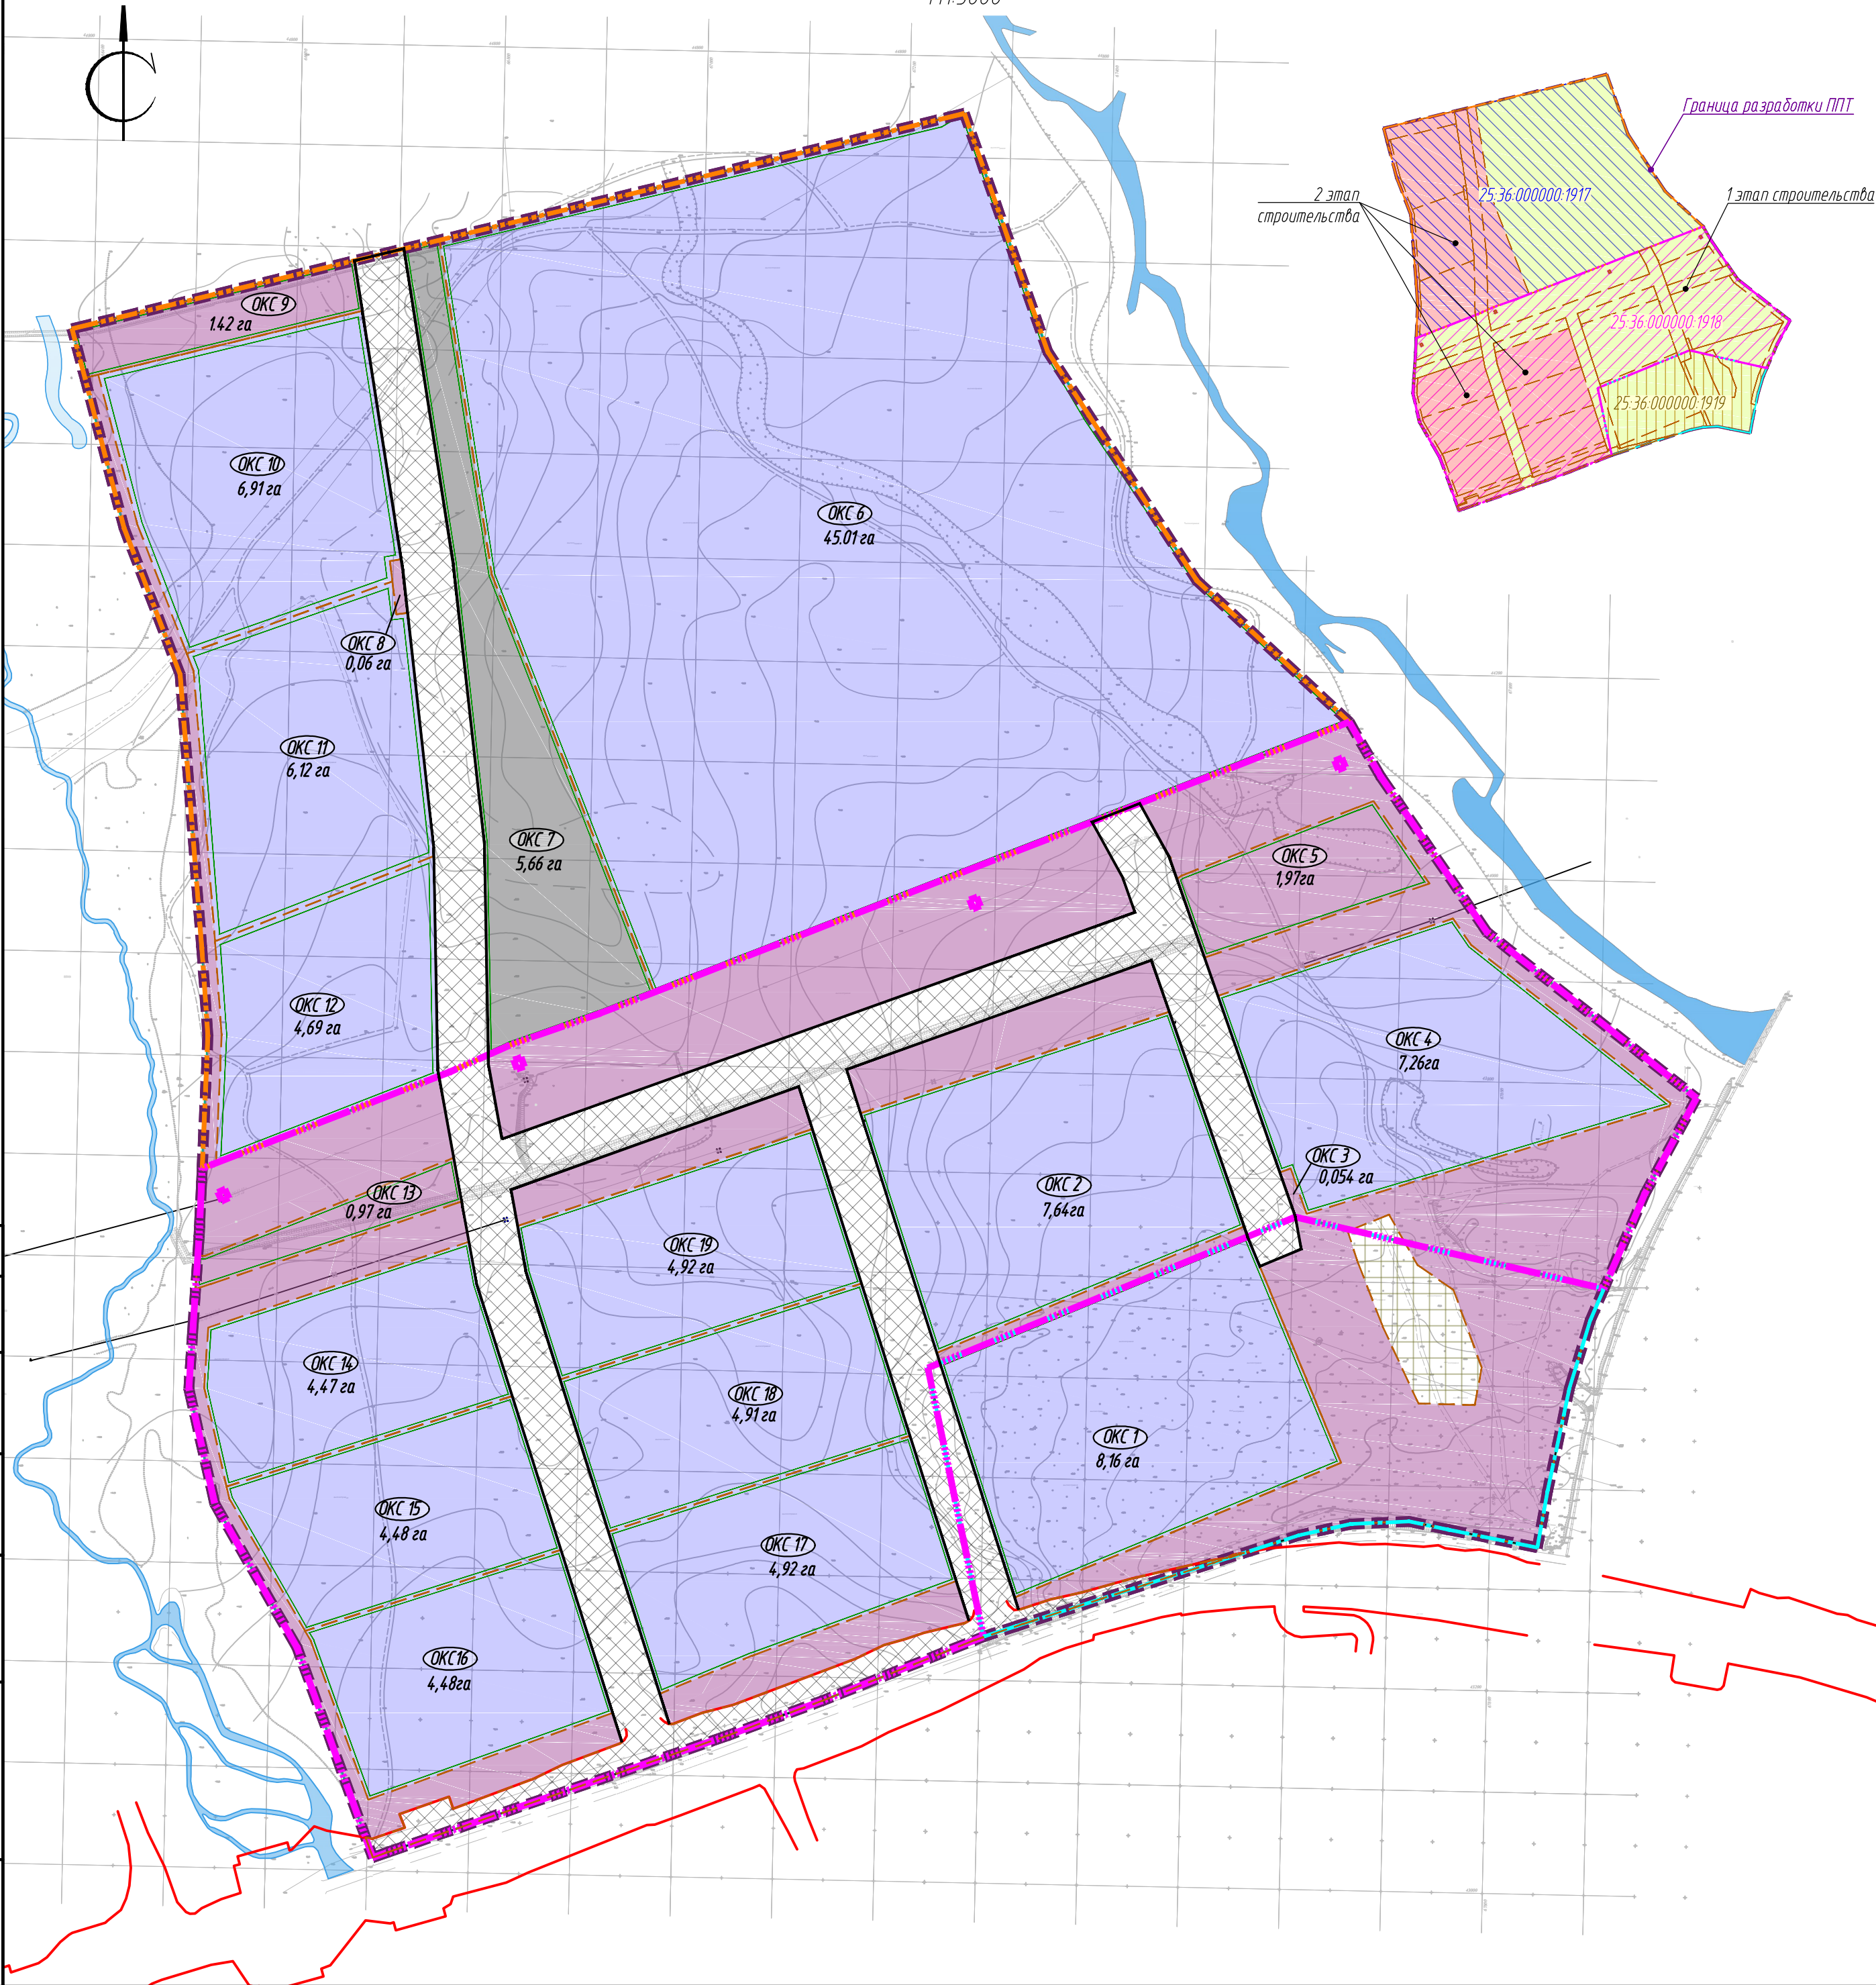 М1:5000
С
Граница разработки ППТ
2 этап
строительства
25:36:000000:1917
1 этап строительства
25:36:000000:1918
25:36:000000:1919
ОКС 9
1.42 га
ОКС 10
6,91 га
ОКС 6
45.01 га
ОКС 8
0,06 га
ОКС 11
6,12 га
ОКС 7
5,66 га
ОКС 5
1,97га
ОКС 12
4,69 га
ОКС 4
7,26га
ОКС 3
0,054 га
ОКС 13
0,97 га
ОКС 2
7,64га
ОКС 19
4,92 га
ОКС 14
4,47 га
ОКС 18
4,91 га
ОКС 1
8,16 га
ОКС 15
4,48 га
ОКС 17
4,92 га
ОКС16
4,48га